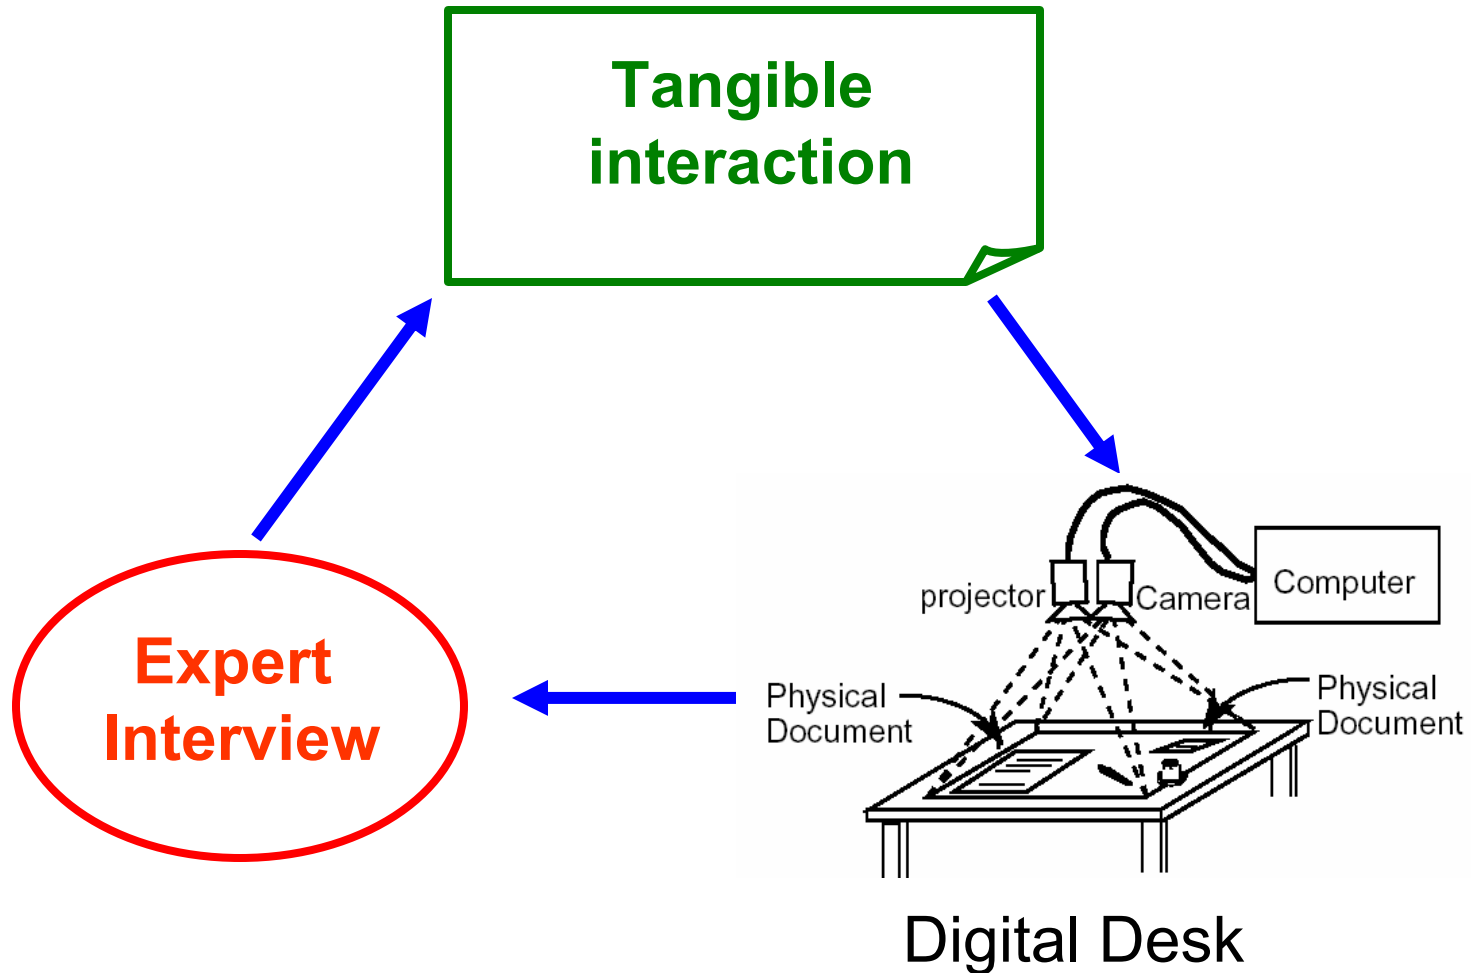 Tangible
interaction
Expert
Interview
projector
Camera
Computer
Physical
Document
Physical
Document
Digital Desk